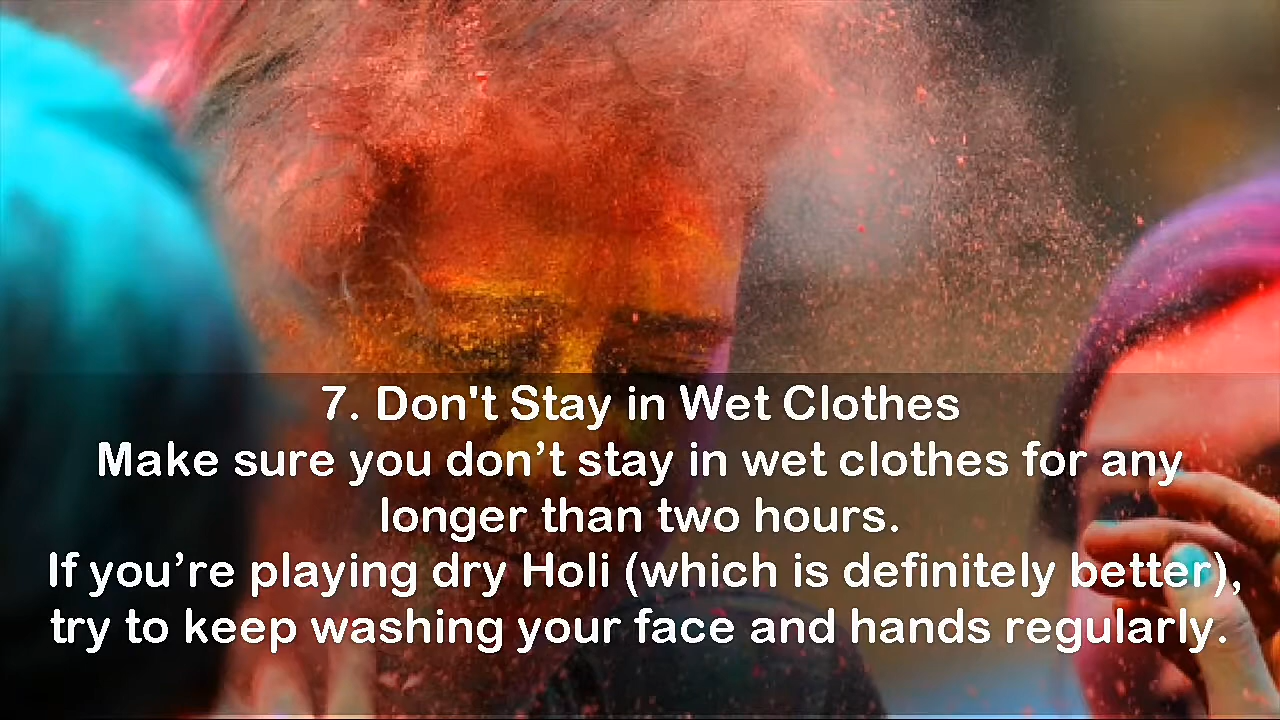 7. Don't Stay in Wet Clothes
Make sure you don’t stay in wet clothes for any
longer than two hours.
If you’re playing dry Holi (which is definitely better),
try to keep washing your face and hands regularly.